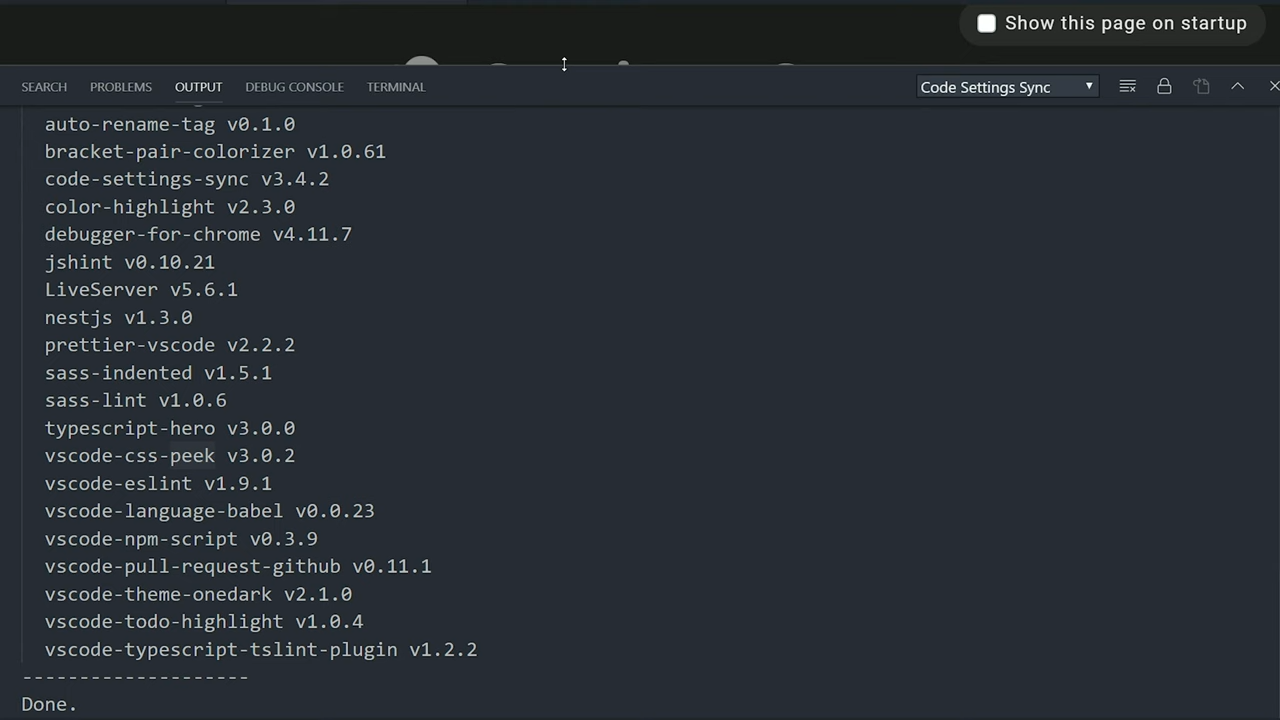 Show this page on startup
SEARCH PROBLEMS OUTPUT DEBUG CONSOLE TERMINAL Code Settings Sync
auto-rename-tag v0.1.0
bracket-pair-colorizer v1.0.61
code-settings-sync v3.4.2
color-highlight v2.3.0
debugger-for-chrome v4.11.7
jshint v0.10.21
LiveServer v5.6.1
nestjs v1.3.0
prettier-vscode v2.2.2
sass-indented v1.5.1
sass-lint v1.0.6
typescript-hero v3.0.0
vscode-css-peek v3.0.2
vscode-eslint v1.9.1
vscode-language-babel v0.0.23
vscode-npm-script v0.3.9
vscode-pull-request-github v0.11.1
vscode-theme-onedark v2.1.0
vscode-todo-highlight v1.0.4
vscode-typescript-tslint-plugin v1.2.2
--------------------
Done.